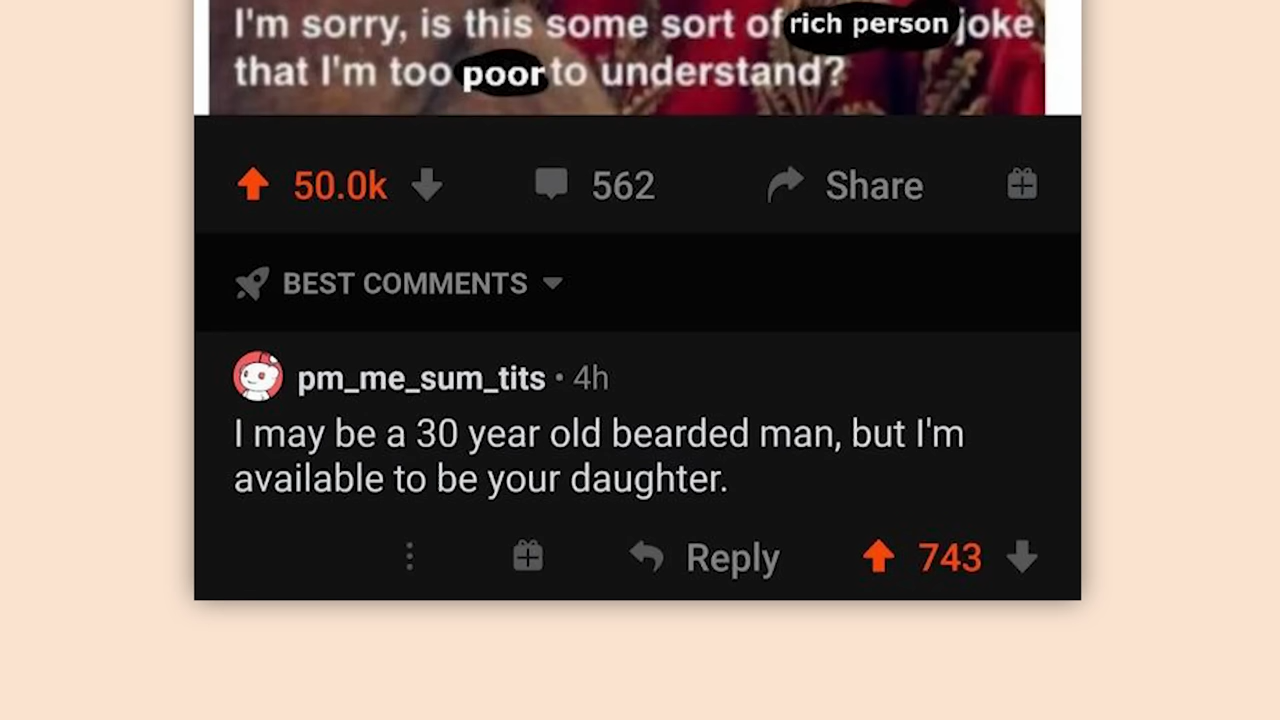 I'm sorry, is this some sort of rich person joke
that I'm too poor to understand?
50.0k 562 Share
BEST COMMENTS
pm_me_sum_tits • 4h
I may be a 30 year old bearded man, but I'm
available to be your daughter.
Reply 743